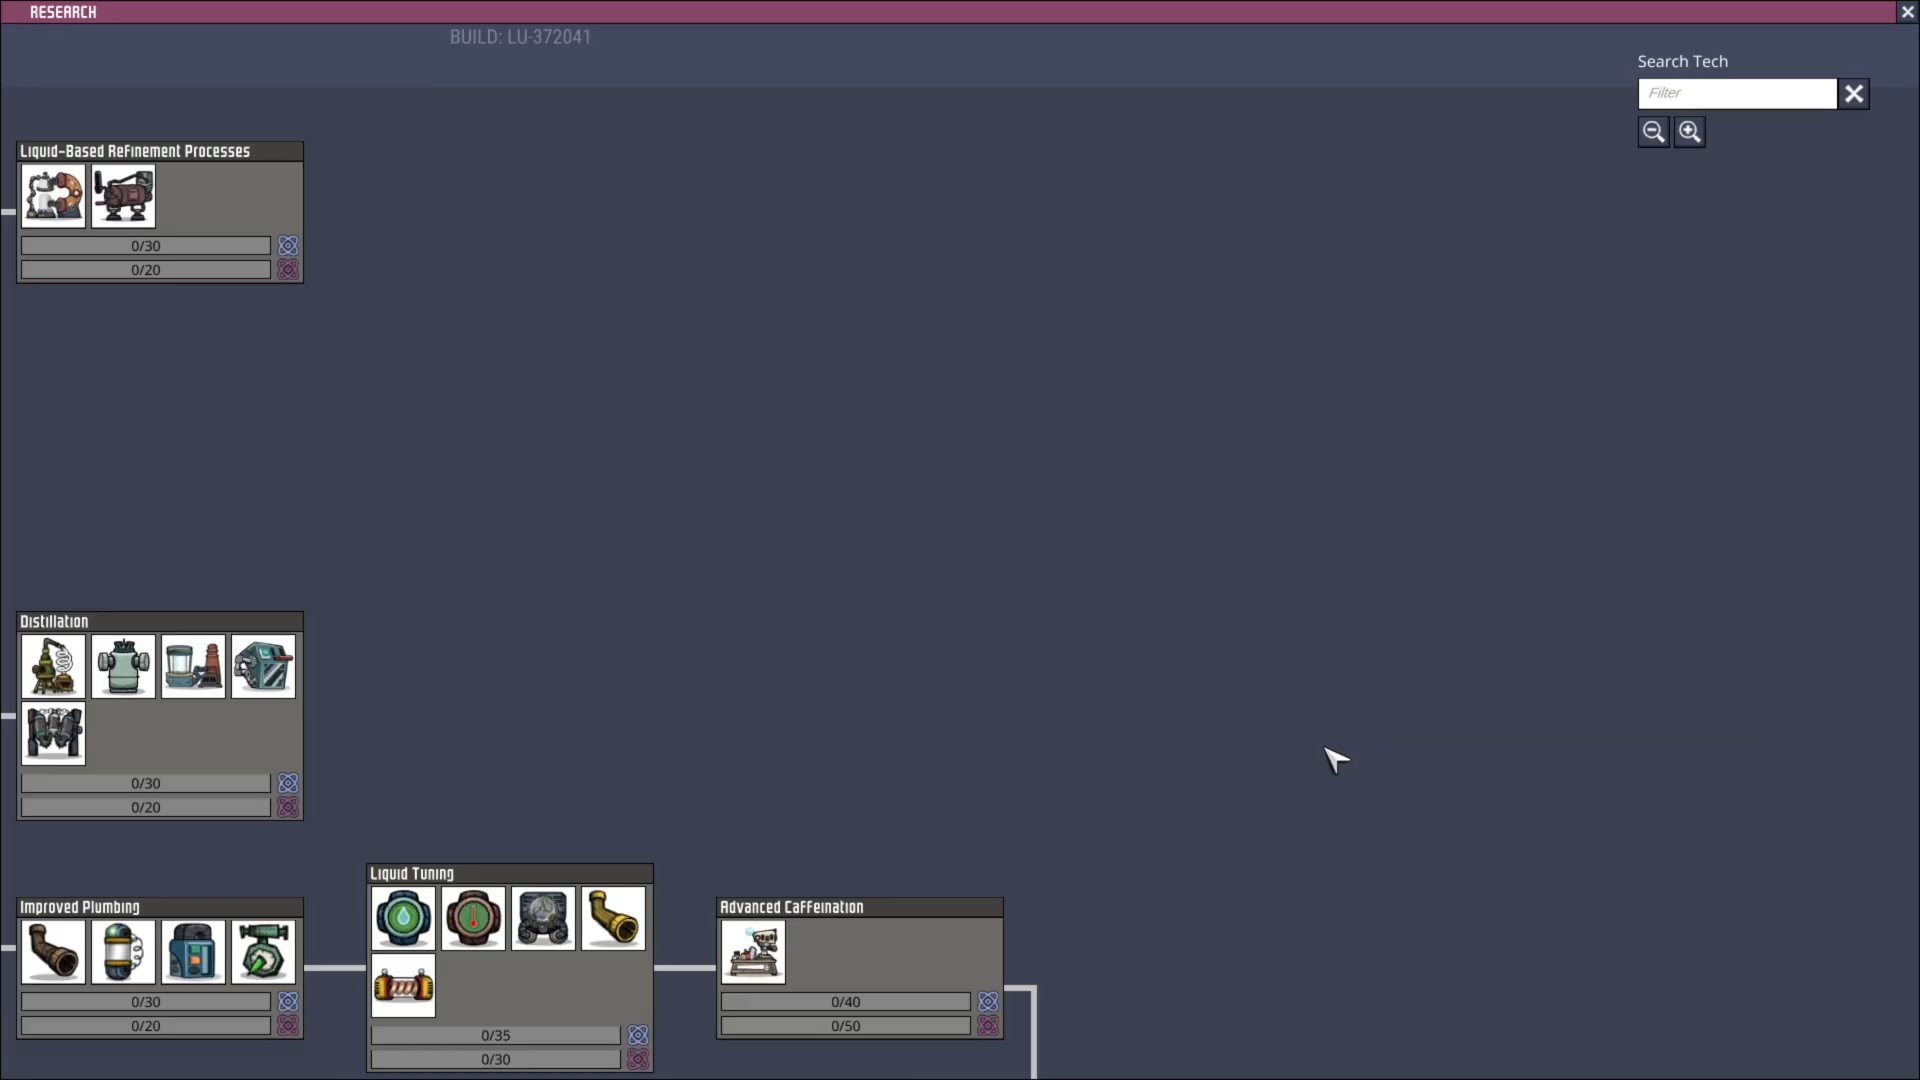 RESEARCH
BUILD: LU-372041
Search Tech
Filter
Liquid-Based Refinement Processes
0/30
0/20
Distillation
0/30
0/20
Improved Plumbing
0/30
0/20
Liquid Tuning
0/35
0/30
Advanced Caffeination
0/40
0/50